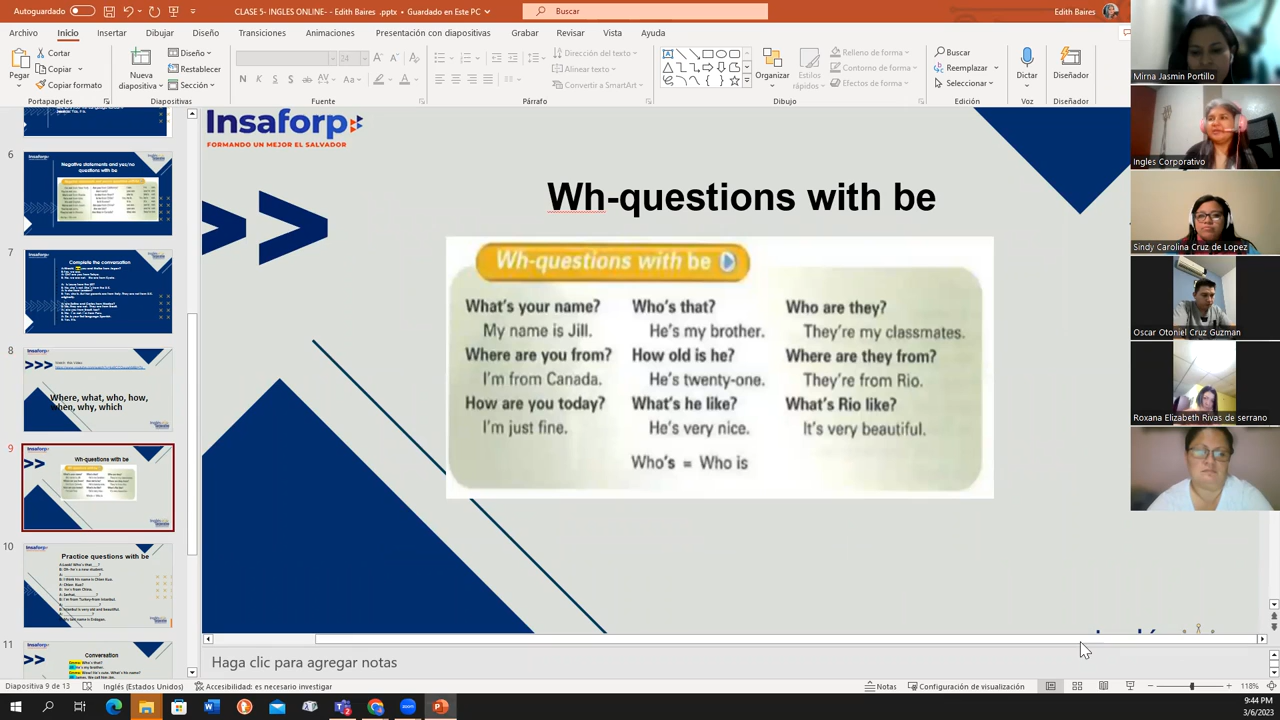 Autoguardado
CLASE 5- INGLES ONLINE- - Edith Baires .pptx • Guardado en Este PC
Buscar
Edith Baires
Archivo Inicio Insertar Dibujar Diseño Transiciones Animaciones Presentación con diapositivas Grabar Revisar Vista Ayuda
Pegar
Cortar
Copiar
Copiar formato
Portapapeles
Nueva
diapositiva
Diseño
Restablecer
Sección
Diapositivas
24
N K S
Aa
Fuente
Dirección del texto
Alinear texto
Convertir a SmartArt
Párrafo
Organizar
Estilos
rápidos
Relleno de forma
Contorno de forma
Efectos de forma
Dibujo
Buscar
Reemplazar
Seleccionar
Edición
Dictar
Voz
Diseñador
Diseñador
Mirna Jasmin Portillo
Ingles Corporativo
Sindy Carolina Cruz de Lopez
Oscar Otoniel Cruz Guzman
Roxana Elizabeth Rivas de serrano
6
Negative statements and yes/no
questions with be
7
Complete the conversation
8
Where, what, who, how,
when, why, which
9
Wh-questions with be
10
Practice questions with be
11
Conversation
Insaforp
FORMANDO UN MEJOR EL SALVADOR
Wh-questions with be
Wh-questions with be
What's your name?
My name is Jill.
Where are you from?
I'm from Canada.
How are you today?
I'm just fine.
Who's that?
He's my brother.
How old is he?
He's twenty-one.
What's he like?
He's very nice.
Who's = Who is
Who are they?
They're my classmates.
Where are they from?
They're from Rio.
What's Rio like?
It's very beautiful.
Haga clic para agregar notas
Diapositiva 9 de 13
Inglés (Estados Unidos)
Accesibilidad: es necesario investigar
Notas
Configuración de visualización
118%
9:44 PM
3/6/2023